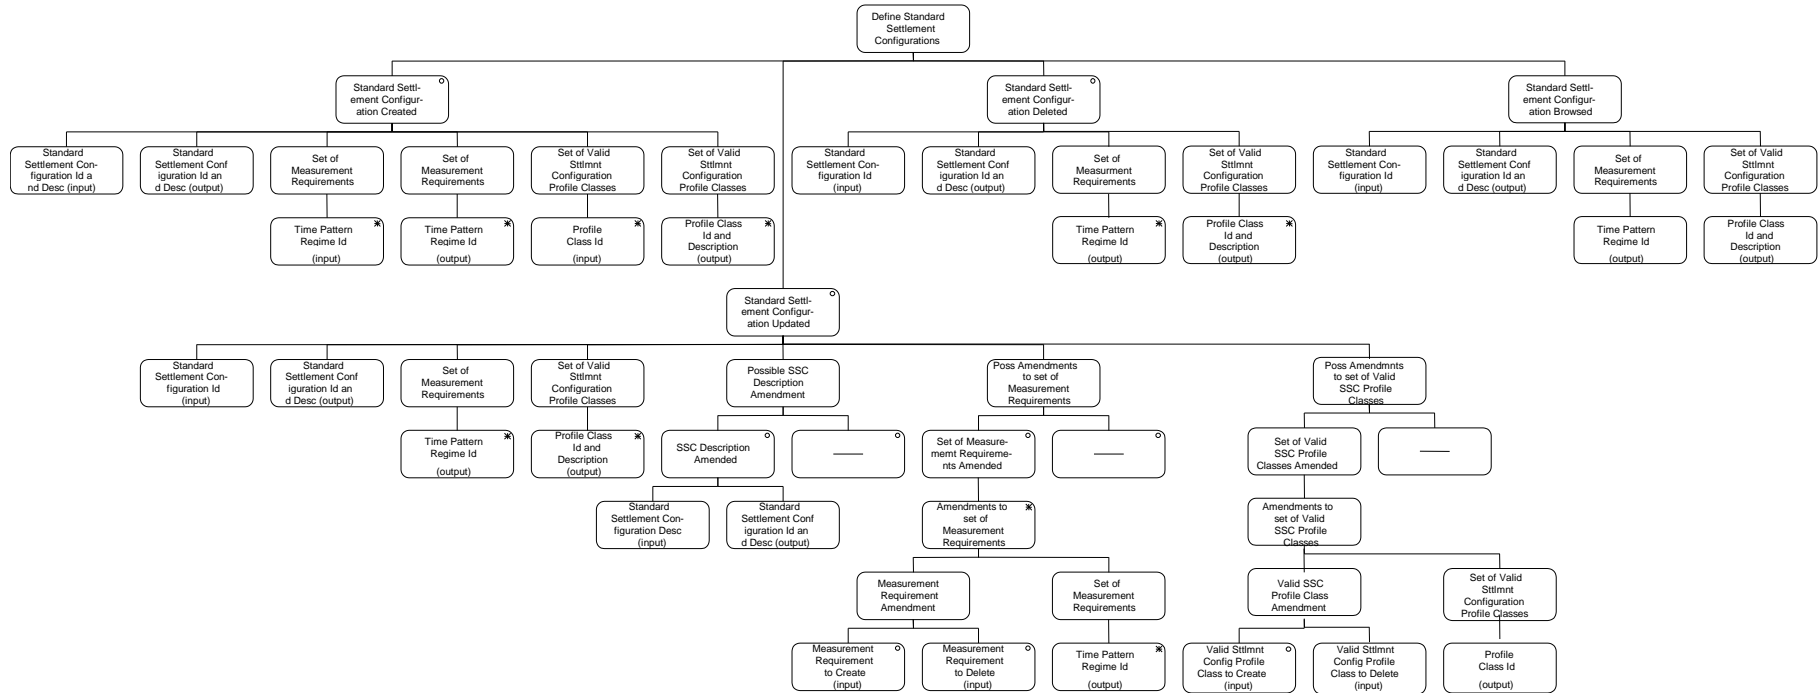 Define Standard
Settlement
Configurations
Standard Settl-
ement Configur-
ation Created
Standard Settl-
ement Configur-
ation Deleted
Standard Settl-
ement Configur-
ation Browsed
Standard
Settlement Con-
figuration Id a
nd Desc (input)
Standard
Settlement Conf
iguration Id an
d Desc (output)
Set of
Measurement
Requirements
Set of
Measurement
Requirements
Set of Valid
Sttlmnt
Configuration
Profile Classes
Set of Valid
Sttlmnt
Configuration
Profile Classes
Standard
Settlement Con-
figuration Id
(input)
Standard
Settlement Conf
iguration Id an
d Desc (output)
Set of
Measurment
Requirements
Set of Valid
Sttlmnt
Configuration
Profile Classes
Standard
Settlement Con-
figuration Id
(input)
Standard
Settlement Conf
iguration Id an
d Desc (output)
Set of
Measurement
Requirements
Set of Valid
Sttlmnt
Configuration
Profile Classes
Time Pattern
Regime Id
(input)
Time Pattern
Regime Id
(output)
Profile
Class Id
(input)
Profile Class
Id and
Description
(output)
Time Pattern
Regime Id
(output)
Profile Class
Id and
Description
(output)
Time Pattern
Regime Id
(output)
Profile Class
Id and
Description
(output)
Standard Settl-
ement Configur-
ation Updated
Standard
Settlement Con-
figuration Id
(input)
Standard
Settlement Conf
iguration Id an
d Desc (output)
Set of
Measurement
Requirements
Set of Valid
Sttlmnt
Configuration
Profile Classes
Possible SSC
Description
Amendment
Poss Amendments
to set of
Measurement
Requirements
Poss Amendmnts
to set of Valid
SSC Profile
Classes
Time Pattern
Regime Id
(output)
Profile Class
Id and
Description
(output)
SSC Description
Amended
Set of Measure-
memt Requireme-
nts Amended
Set of Valid
SSC Profile
Classes Amended
Standard
Settlement Con-
figuration Desc
(input)
Standard
Settlement Conf
iguration Id an
d Desc (output)
Amendments to
set of
Measurement
Requirements
Amendments to
set of Valid
SSC Profile
Classes
Measurement
Requirement
Amendment
Set of
Measurement
Requirements
Valid SSC
Profile Class
Amendment
Set of Valid
Sttlmnt
Configuration
Profile Classes
Measurement
Requirement
to Create
(input)
Measurement
Requirement
to Delete
(input)
Time Pattern
Regime Id
(output)
Valid Sttlmnt
Config Profile
Class to Create
(input)
Valid Sttlmnt
Config Profile
Class to Delete
(input)
Profile
Class Id
(output)